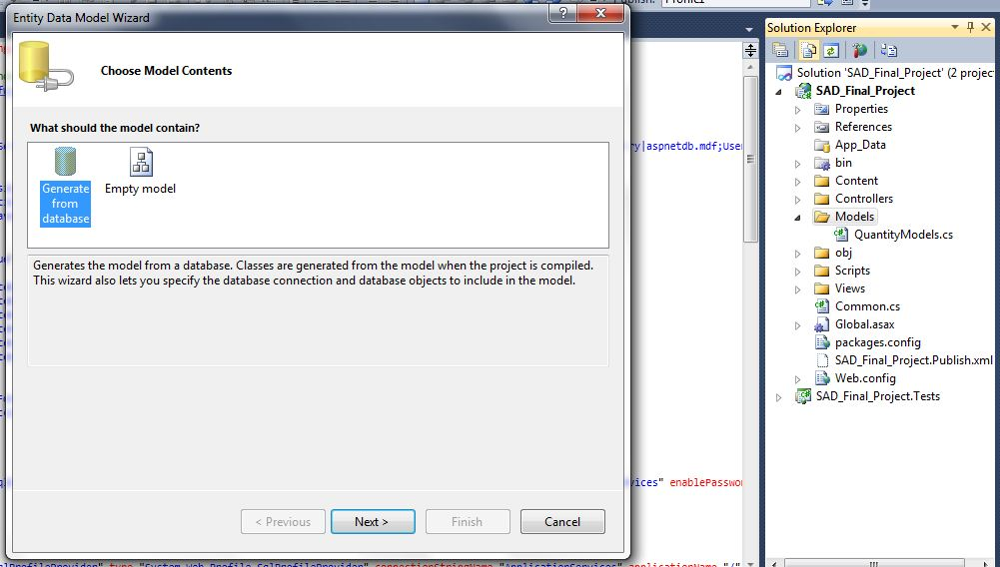 Entity Data Model Wizard
Choose Model Contents
What should the model contain?
Generate
from
database
Empty model
Generates the model from a database. Classes are generated from the model when the project is compiled.
This wizard also lets you specify the database connection and database objects to include in the model.
< Previous
Next >
Finish
Cancel
ry|aspnetdb.mdf;User
ices" enablePasswor
Solution Explorer
Solution 'SAD_Final_Project' (2 project
SAD_Final_Project
Properties
References
App_Data
bin
Content
Controllers
Models
QuantityModels.cs
obj
Scripts
Views
Common.cs
Global.asax
packages.config
SAD_Final_Project.Publish.xml
Web.config
SAD_Final_Project.Tests